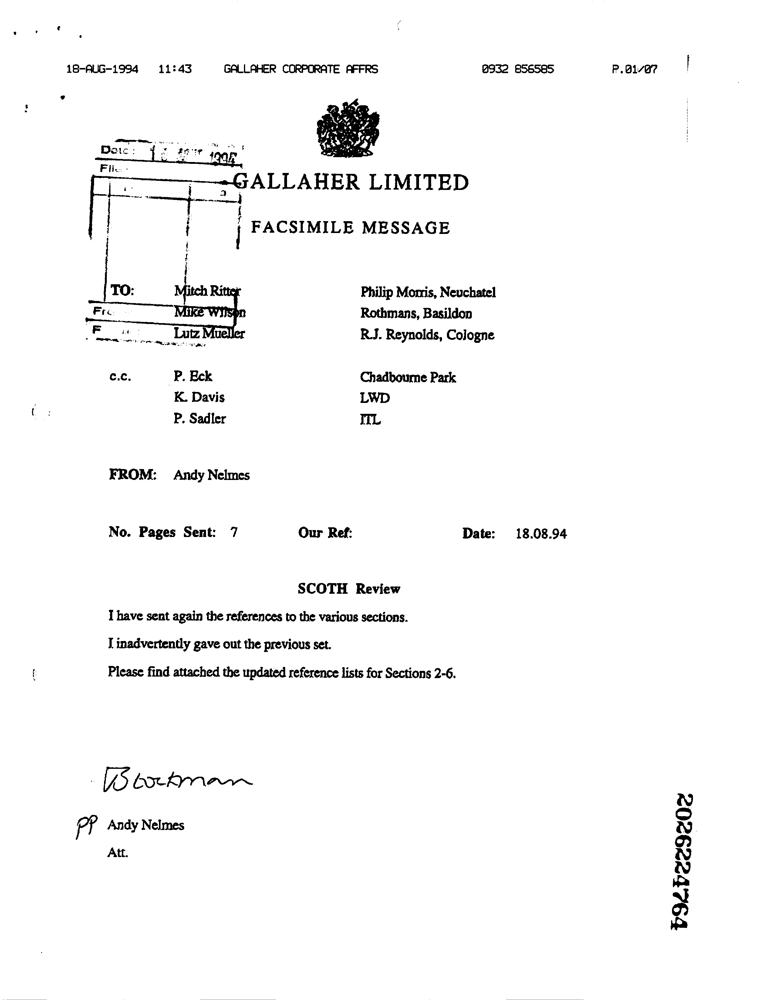 18-AUG-1994 11:43 GALLAHER CORPORATE AFFRS 0932 856585 P.01/07
Date: 1994
File
GALLAHER LIMITED
FACSIMILE MESSAGE
TO: Mitch Ritter Philip Morris, Neuchatel
Mike Wilson Rothmans, Basildon
Lutz Mueller R.J. Reynolds, Cologne
c.c. P. Eck Chadbourne Park
K. Davis LWD
P. Sadler ITL
FROM: Andy Nelmes
No. Pages Sent: 7 Our Ref: Date: 18.08.94
SCOTH Review
I have sent again the references to the various sections.
I inadvertently gave out the previous set.
Please find attached the updated reference lists for Sections 2-6.
PP Andy Nelmes
Att.
2026224764